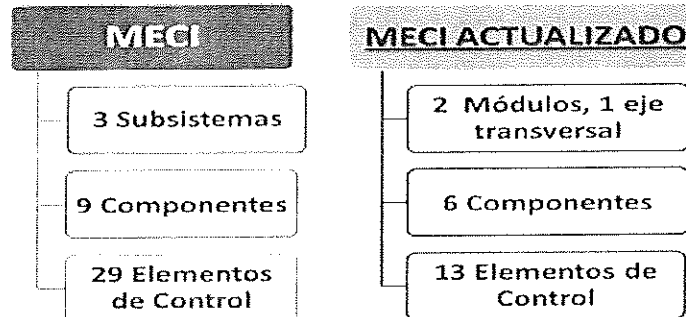 MECI
3 Subsistemas
9 Componentes
29 Elementos
de Control
MECI ACTUALIZADO
2 Módulos, 1 eje
transversal
6 Componentes
13 Elementos de
Control